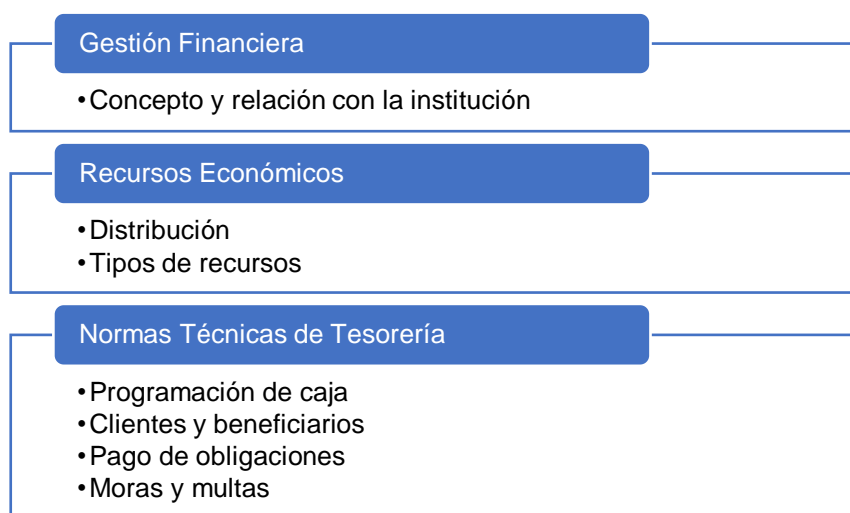 Gestión Financiera
•Concepto y relación con la institución
Recursos Económicos
•Distribución
•Tipos de recursos
Normas Técnicas de Tesorería
•Programación de caja
•Clientes y beneficiarios
•Pago de obligaciones
•Moras y multas